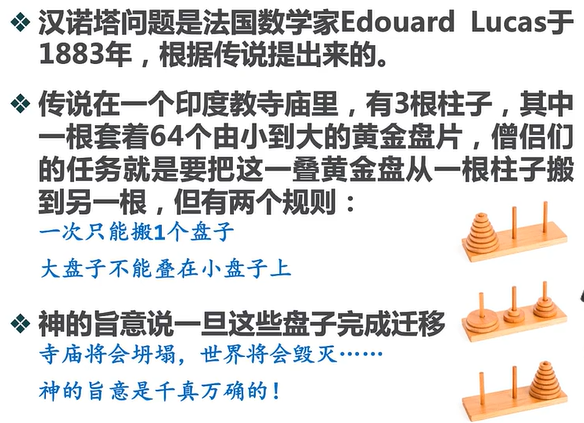 汉诺塔问题是法国数学家Edouard Lucas于
1883年，根据传说提出来的。
传说在一个印度教寺庙里，有3根柱子，其中
一根套着64个由小到大的黄金盘片，僧侣们
的任务就是要把这一叠黄金盘从一根柱子搬
到另一根，但有两个规则：
一次只能搬1个盘子
大盘子不能叠在小盘子上
神的旨意说一旦这些盘子完成迁移
寺庙将会坍塌，世界将会毁灭……
神的旨意是千真万确的！